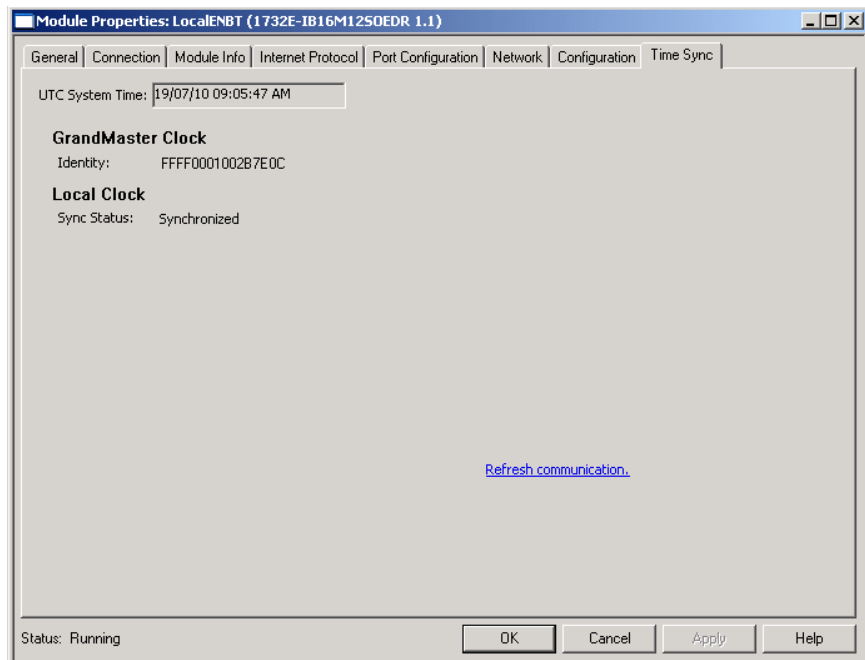 Module Properties: LocalENBT (1732E-IB16M12SOEDR 1.1)
General Connection Module Info Internet Protocol Port Configuration Network Configuration Time Sync
UTC System Time: 19/07/10 09:05:47 AM
GrandMaster Clock
Identity: FFFF0001002B7E0C
Local Clock
Sync Status: Synchronized
Refresh communication.
Status: Running OK Cancel Apply Help